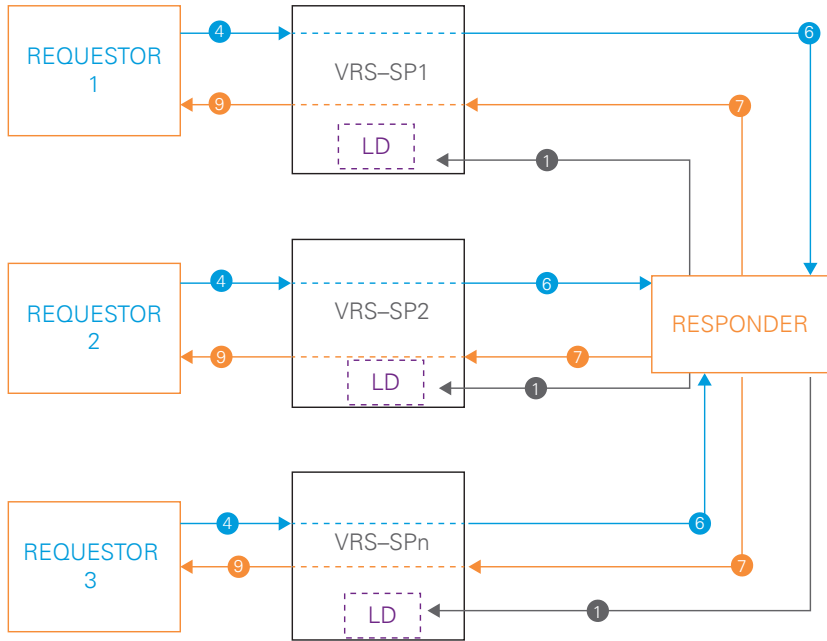 4
6
REQUESTOR
1
VRS–SP1
9
7
LD
1
4
6
REQUESTOR
2
VRS–SP2
RESPONDER
9
7
LD
1
4
6
REQUESTOR
3
VRS–SPn
9
7
LD
1